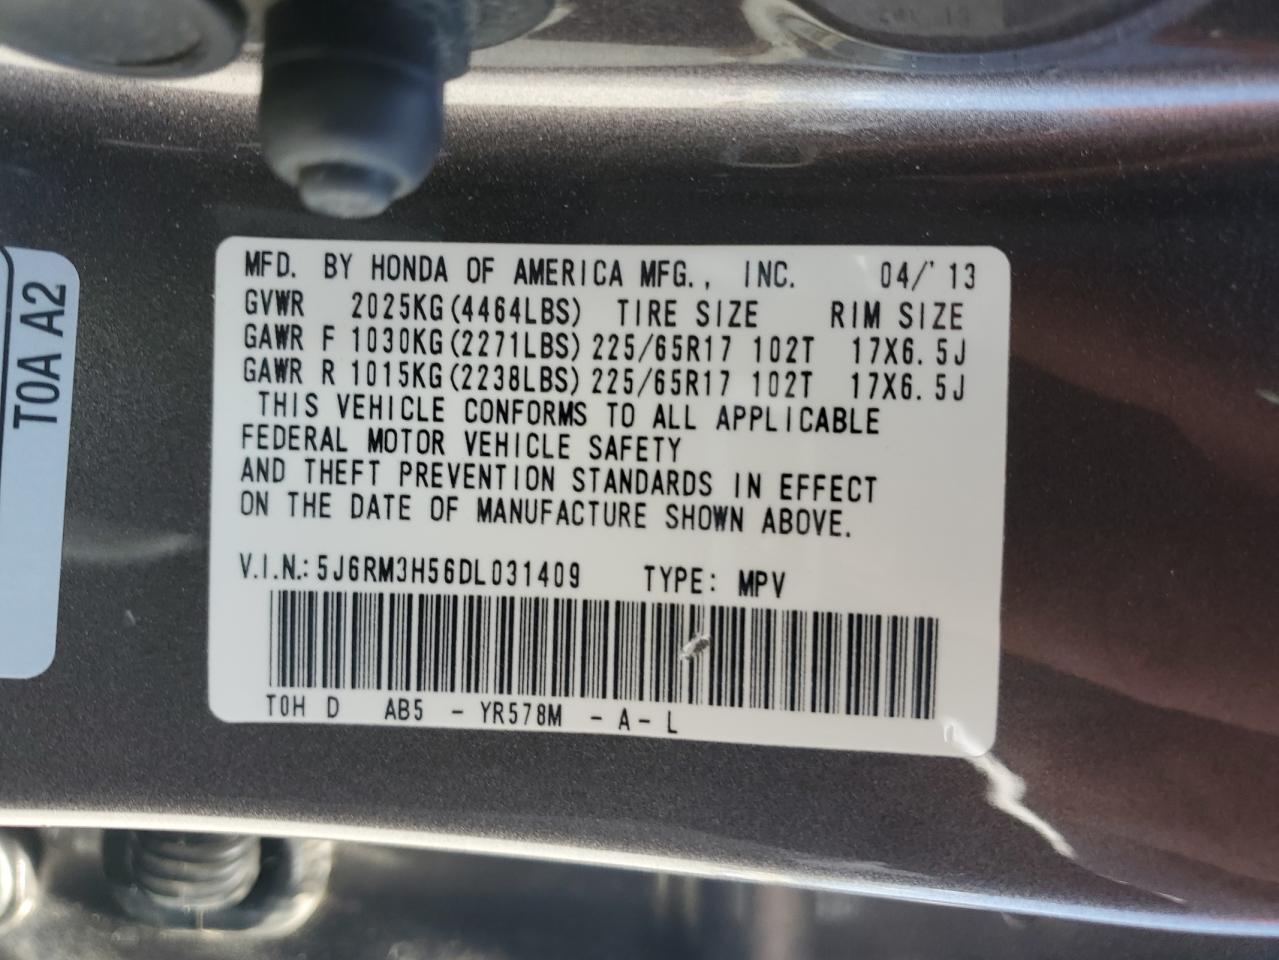 MFD. BY HONDA OF AMERICA MFG., INC. 04/'13
GVWR 2025KG(4464LBS) TIRE SIZE RIM SIZE
GAWR F 1030KG(2271LBS) 225/65R17 102T 17X6.5J
GAWR R 1015KG(2238LBS) 225/65R17 102T 17X6.5J
THIS VEHICLE CONFORMS TO ALL APPLICABLE
FEDERAL MOTOR VEHICLE SAFETY
AND THEFT PREVENTION STANDARDS IN EFFECT
ON THE DATE OF MANUFACTURE SHOWN ABOVE.
V.I.N.: 5J6RM3H56DL031409 TYPE: MPV
T0H D AB5 - YR578M - A - L
T0A A2